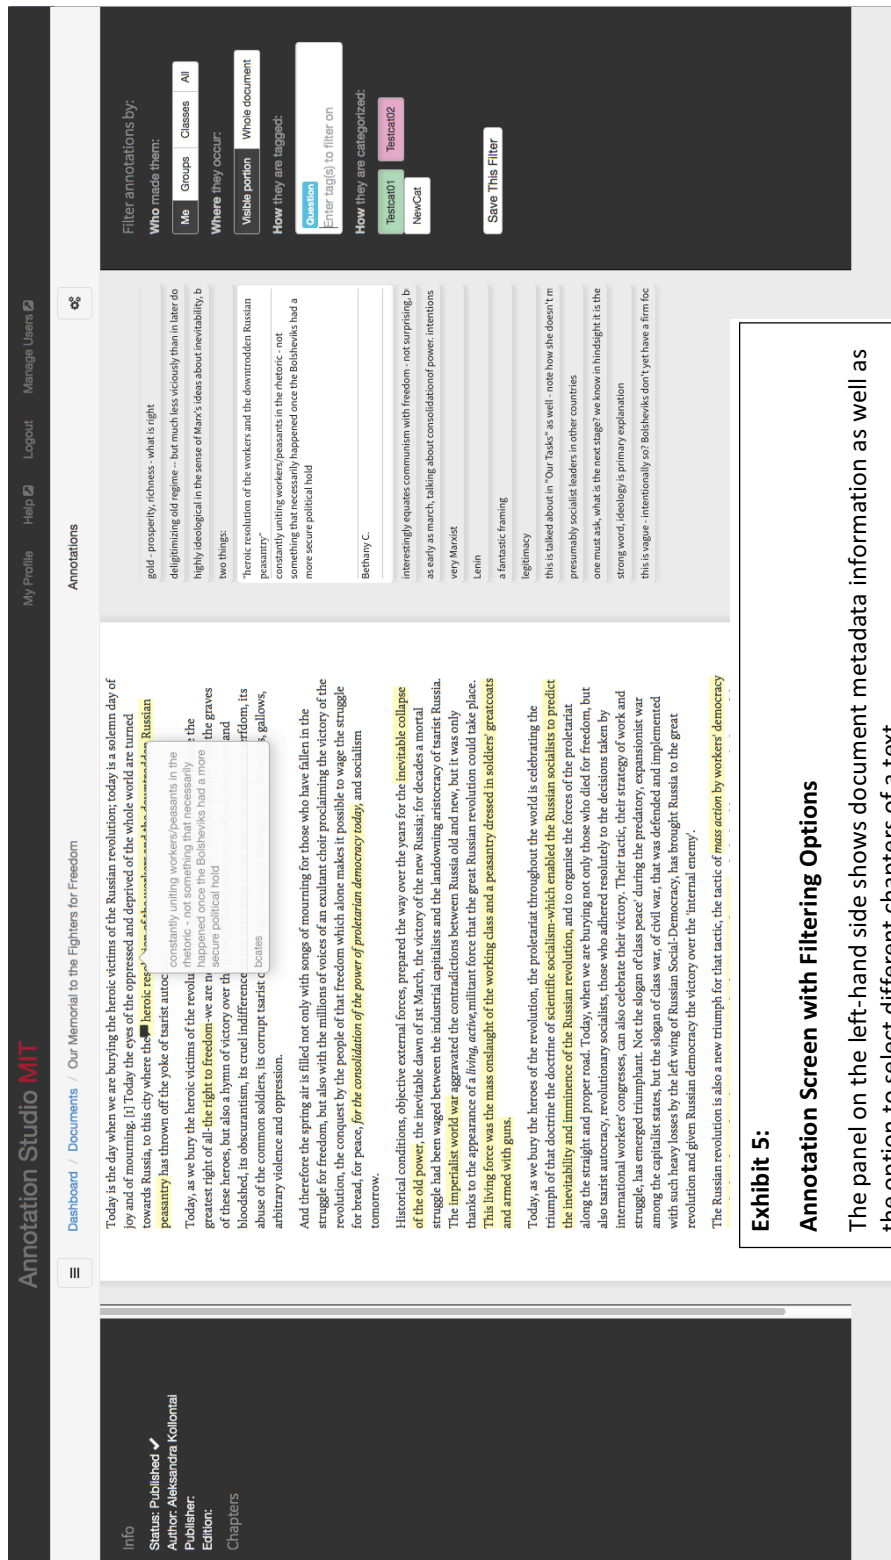 Annotation Studio MIT
My Profile Help Logout Manage Users
Dashboard / Documents / Our Memorial to the Fighters for Freedom
Annotations
Info
Status: Published ✔
Author: Aleksandra Kollontai
Publisher:
Edition:
Chapters
Today is the day when we are burying the heroic victims of the Russian revolution; today is a solemn day of
joy and of mourning. [1] Today the eyes of the oppressed and deprived of the whole world are turned
towards Russia, to this city where the heroic resolution of the workers and the downtrodden Russian
peasantry has thrown off the yoke of tsarist autoc
Today, as we bury the heroic victims of the revolu e the
greatest right of all-the right to freedom-we are n the graves
of these heroes, but also a hymn of victory over th and
bloodshed, its obscurantism, its cruel indifference erfdom, its
abuse of the common soldiers, its corrupt tsarist c s, gallows,
arbitrary violence and oppression.
constantly uniting workers/peasants in the
rhetoric - not something that necessarily
happened once the Bolsheviks had a more
secure political hold
bcates
And therefore the spring air is filled not only with songs of mourning for those who have fallen in the
struggle for freedom, but also with the millions of voices of an exultant choir proclaiming the victory of the
revolution, the conquest by the people of that freedom which alone makes it possible to wage the struggle
for bread, for peace, for the consolidation of the power of proletarian democracy today, and socialism
tomorrow.
Historical conditions, objective external forces, prepared the way over the years for the inevitable collapse
of the old power, the inevitable dawn of 1st March, the victory of the new Russia; for decades a mortal
struggle had been waged between the industrial capitalists and the landowning aristocracy of tsarist Russia.
The imperialist world war aggravated the contradictions between Russia old and new, but it was only
thanks to the appearance of a living, active,militant force that the great Russian revolution could take place.
This living force was the mass onslaught of the working class and a peasantry dressed in soldiers' greatcoats
and armed with guns.
Today, as we bury the heroes of the revolution, the proletariat throughout the world is celebrating the
triumph of that doctrine the doctrine of scientific socialism-which enabled the Russian socialists to predict
the inevitability and imminence of the Russian revolution, and to organise the forces of the proletariat
along the straight and proper road. Today, when we are burying not only those who died for freedom, but
also tsarist autocracy, revolutionary socialists, those who adhered resolutely to the decisions taken by
international workers' congresses, can also celebrate their victory. Their tactic, their strategy of work and
struggle, has emerged triumphant. Not the slogan of'class peace' during the predatory, expansionist war
among the capitalist states, but the slogan of class war, of civil war, that was defended and implemented
with such heavy losses by the left wing of Russian Social-Democracy, has brought Russia to the great
revolution and given Russian democracy the victory over the 'internal enemy'.
The Russian revolution is also a new triumph for that tactic, the tactic of mass action by workers' democracy
gold - prosperity, richness - what is right
deligitimizing old regime -- but much less viciously than in later do
highly ideological in the sense of Marx's ideas about inevitability, b
two things:
"heroic resolution of the workers and the downtrodden Russian
peasantry"
constantly uniting workers/peasants in the rhetoric - not
something that necessarily happened once the Bolsheviks had a
more secure political hold
Bethany C.
interestingly equates communism with freedom - not surprising, b
as early as march, talking about consolidationof power. intentions
very Marxist
Lenin
a fantastic framing
legitimacy
this is talked about in "Our Tasks" as well - note how she doesn't m
presumably socialist leaders in other countries
one must ask, what is the next stage? we know in hindsight it is the
strong word, ideology is primary explanation
this is vague - intentionally so? Bolsheviks don't yet have a firm foc
Filter annotations by:
Who made them:
Me Groups Classes All
Where they occur:
Visible portion Whole document
How they are tagged:
Question
Enter tag(s) to filter on
How they are categorized:
Testcat01 Testcat02
NewCat
Save This Filter
Exhibit 5:
Annotation Screen with Filtering Options
The panel on the left-hand side shows document metadata information as well as
the option to select different chapters of a text.